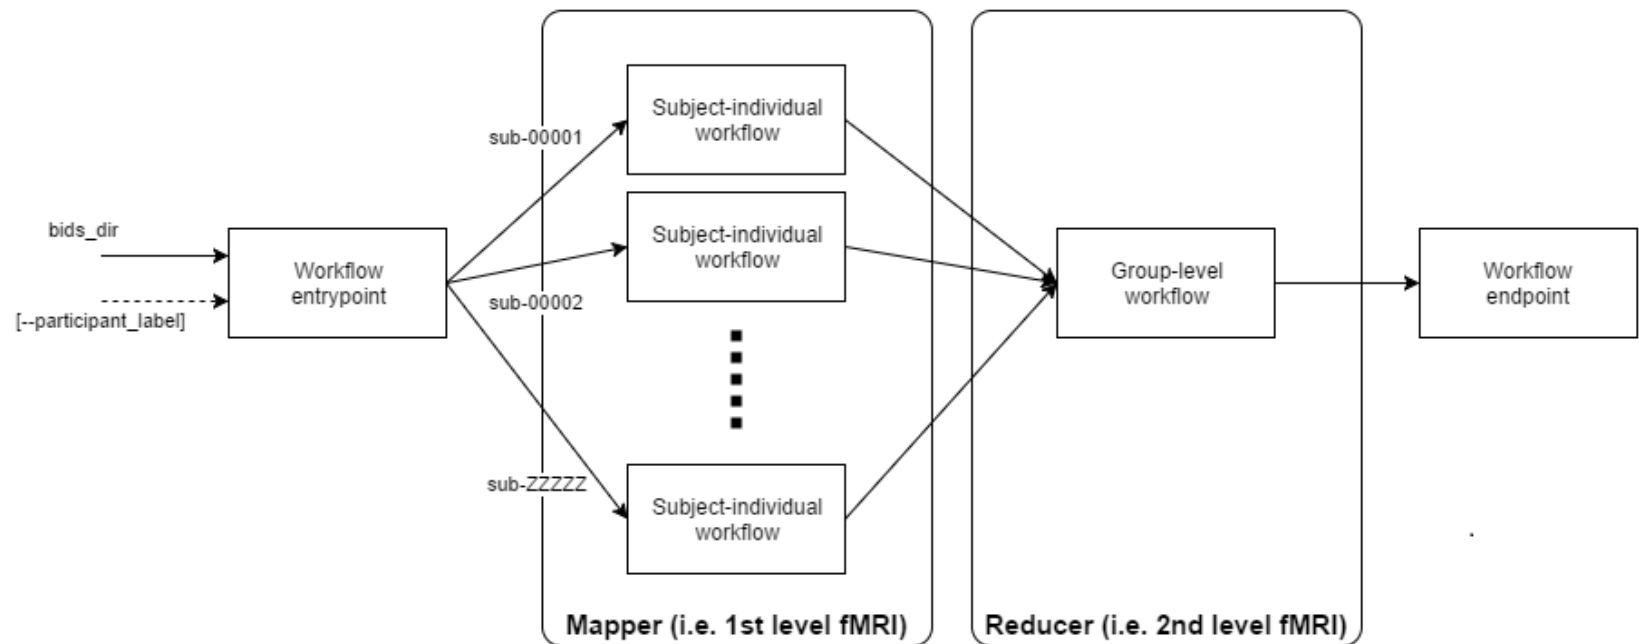 bids_dir
[--participant_label]
Workflow
entrypoint
sub-00001
sub-00002
sub-ZZZZZ
Subject-individual
workflow
Subject-individual
workflow
Subject-individual
workflow
Mapper (i.e. 1st level fMRI)
Group-level
workflow
Reducer (i.e. 2nd level fMRI)
Workflow
endpoint